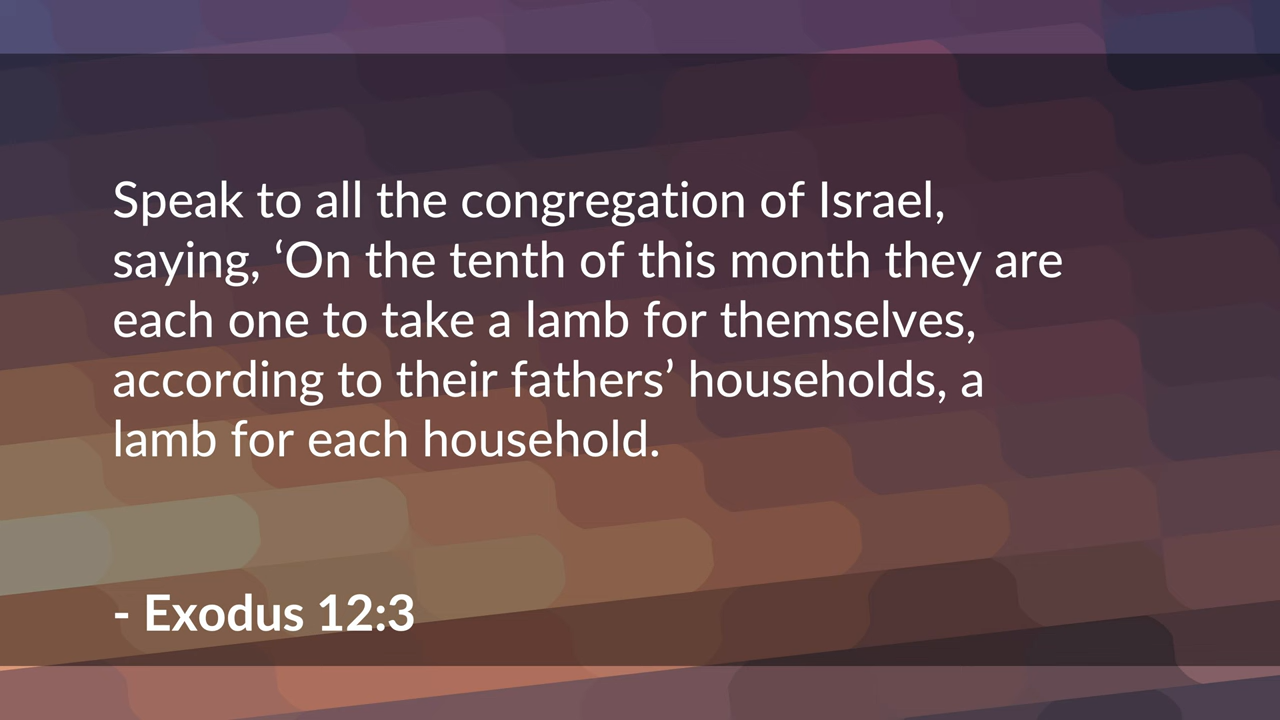 Speak to all the congregation of Israel,
saying, ‘On the tenth of this month they are
each one to take a lamb for themselves,
according to their fathers’ households, a
lamb for each household.
- Exodus 12:3